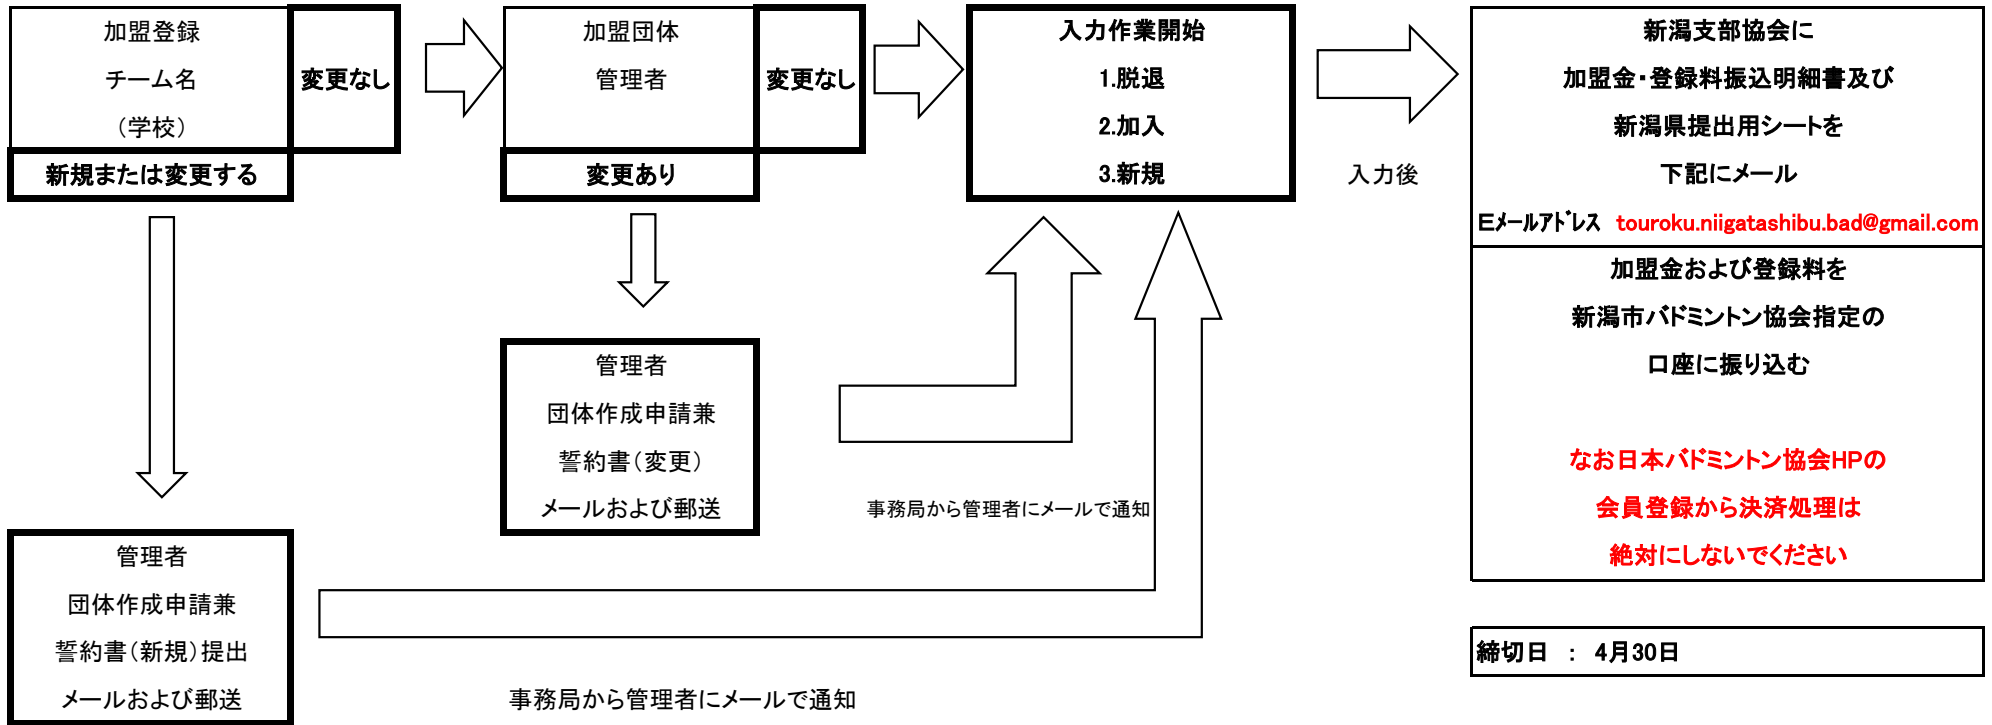 加盟登録
チーム名
（学校）
変更なし
新規または変更する
加盟団体
管理者
変更なし
変更あり
入力作業開始
1.脱退
2.加入
3.新規
入力後
新潟支部協会に
加盟金・登録料振込明細書及び
新潟県提出用シートを
下記にメール
Eﾒｰﾙｱﾄﾞﾚｽ touroku.niigatashibu.bad@gmail.com
加盟金および登録料を
新潟市バドミントン協会指定の
口座に振り込む
なお日本バドミントン協会HPの
会員登録から決済処理は
絶対にしないでください
管理者
団体作成申請兼
誓約書（変更）
メールおよび郵送
事務局から管理者にメールで通知
管理者
団体作成申請兼
誓約書（新規）提出
メールおよび郵送
事務局から管理者にメールで通知
締切日 ： 4月30日